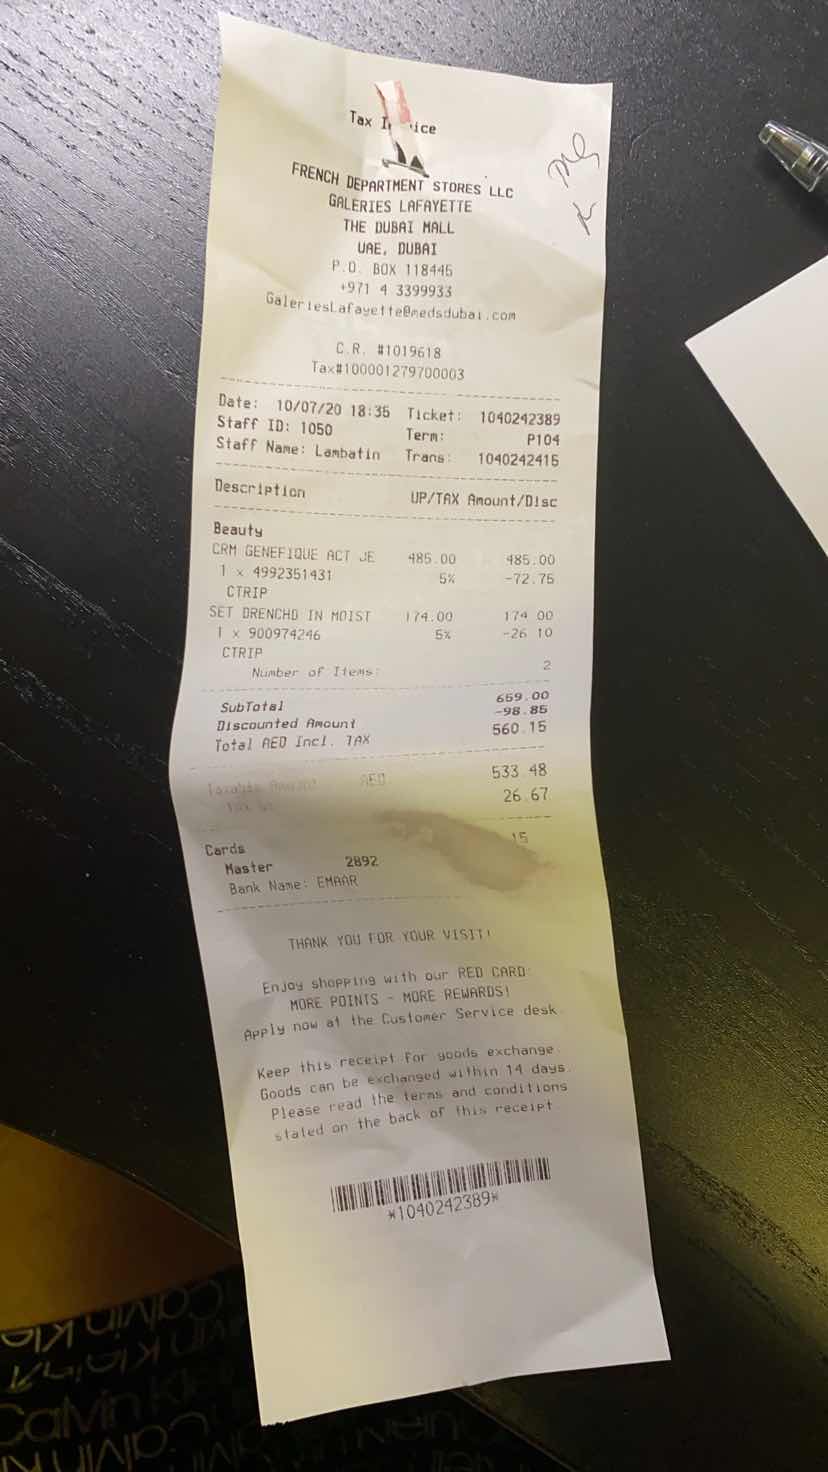 Tax I ice
FRENCH DEPARTMENT STORES LLC
GALERIES LAFAYETTE
THE DUBAI MALL
UAE, DUBAI
P.O. BOX 118445
+971 4 3399933
GaleriesLafayette@medsdubai.com
C.R. #1019618
Tax#100001279700003
Date: 10/07/20 18:35 Ticket: 1040242389
Staff ID: 1050 Term: P104
Staff Name: Lambatin Trans: 1040242415
Description UP/TAX Amount/Disc
Beauty
CRM GENEFIQUE ACT JE 485.00 485.00
1 x 4992351431 5% -72.75
CTRIP
SET DRENCHD IN MOIST 174.00 174 00
1 x 900974246 5% -26 10
CTRIP
Number of Items: 2
SubTotal 659.00
Discounted Amount -98.85
Total AED Incl. TAX 560.15
Taxable Amount AED 533 48
26.67
Cards 15
Master 2892
Bank Name: EMAAR
THANK YOU FOR YOUR VISIT!
Enjoy shopping with our RED CARD:
MORE POINTS - MORE REWARDS!
Apply now at the Customer Service desk.
Keep this receipt for goods exchange.
Goods can be exchanged within 14 days.
Please read the terms and conditions
stated on the back of this receipt
*1040242389*
Calvin Klein